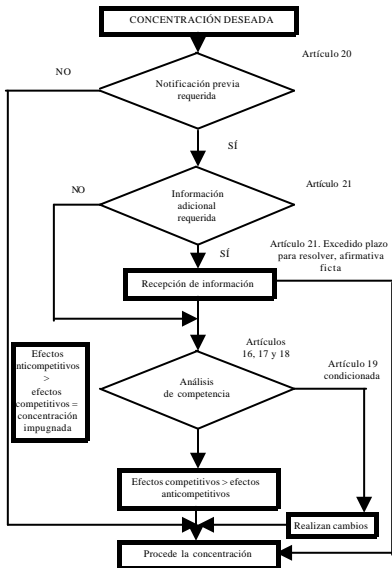 CONCENTRACIÓN DESEADA
Artículo 20
NO
Notificación previa
requerida
SÍ
NO
Información
adicional
requerida
Artículo 21
SÍ
Artículo 21. Excedido plazo
para resolver, afirmativa
ficta
Recepción de información
Efectos
nticompetitivos
>
efectos
competitivos =
concentración
impugnada
Artículos
16, 17 y 18
Análisis
de competencia
Artículo 19
condicionada
Efectos competitivos > efectos
anticompetitivos
Realizan cambios
Procede la concentración